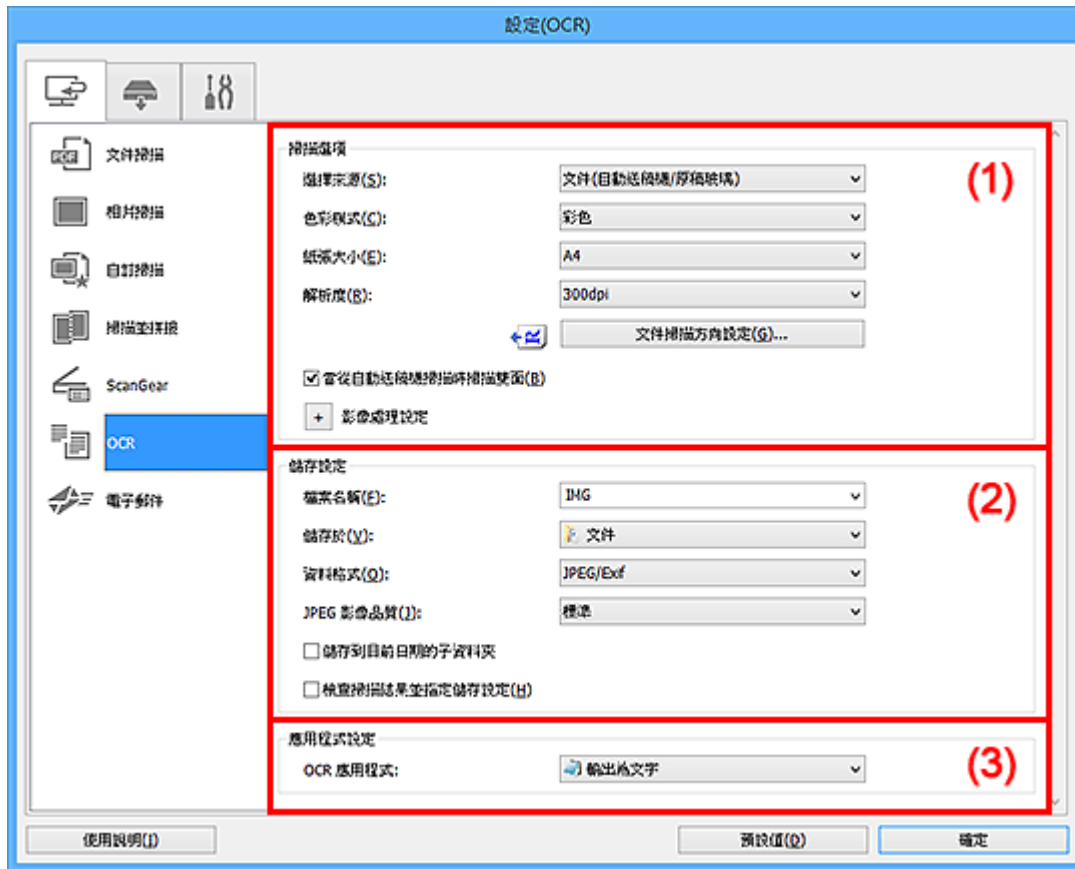 設定(OCR)
文件掃描
相片掃描
自訂掃描
掃描並拼接
ScanGear
OCR
電子郵件
掃描選項
(1)
選擇來源(S): 文件(自動送稿機/原稿玻璃)
色彩模式(C): 彩色
紙張大小(E): A4
解析度(R): 300dpi
文件掃描方向設定(G)...
當從自動送稿機掃描時掃描雙面(B)
+ 影像處理設定
儲存設定
(2)
檔案名稱(F): IMG
儲存於(V): 文件
資料格式(O): JPEG/Exif
JPEG 影像品質(J): 標準
儲存到目前日期的子資料夾
檢查掃描結果並指定儲存設定(H)
應用程式設定
(3)
OCR 應用程式: 輸出為文字
使用說明(I) 預設值(D) 確定